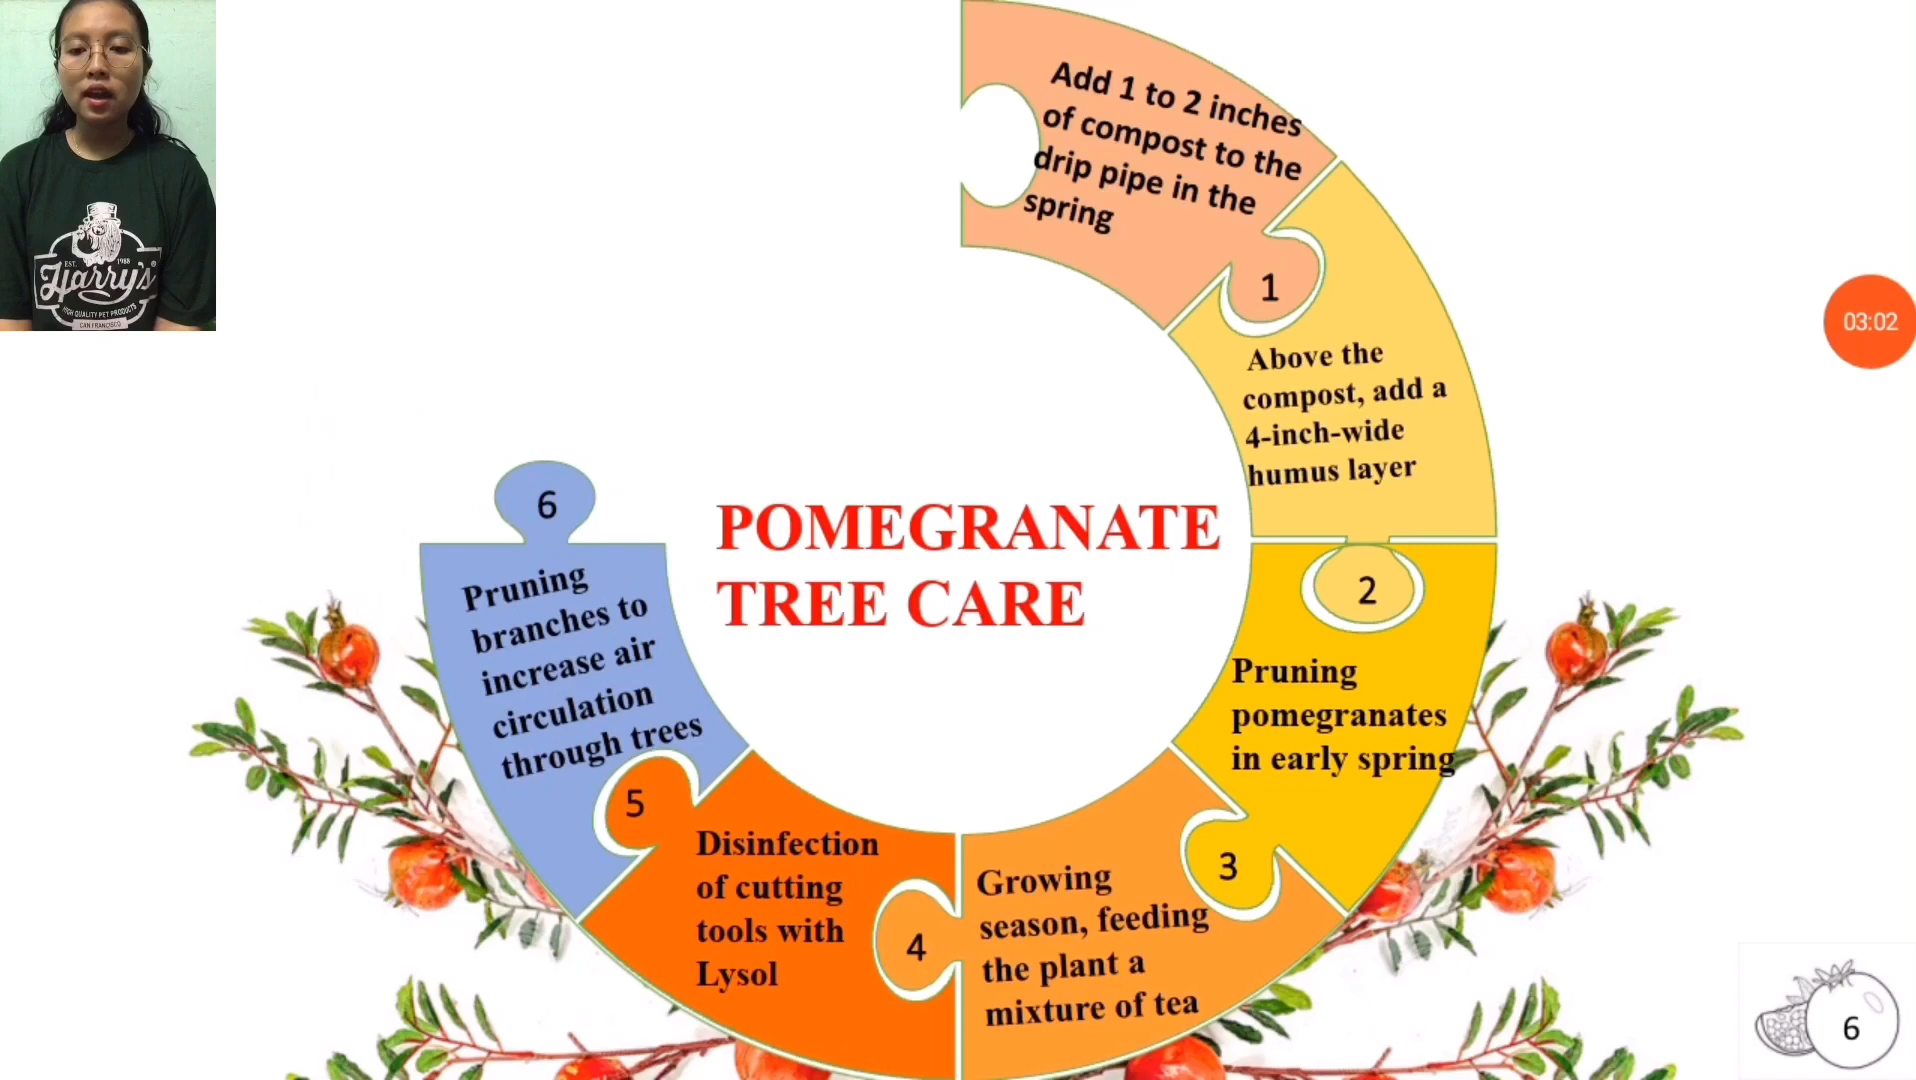 EST. 1988
Harry's
HIGH QUALITY PET PRODUCTS
CAN FRANCISCO
Add 1 to 2 inches
of compost to the
drip pipe in the
spring
1
Above the
compost, add a
4-inch-wide
humus layer
2
Pruning
pomegranates
in early spring
3
Growing
season, feeding
the plant a
mixture of tea
4
Disinfection
of cutting
tools with
Lysol
5
Pruning
branches to
increase air
circulation
through trees
6
POMEGRANATE
TREE CARE
03:02
6